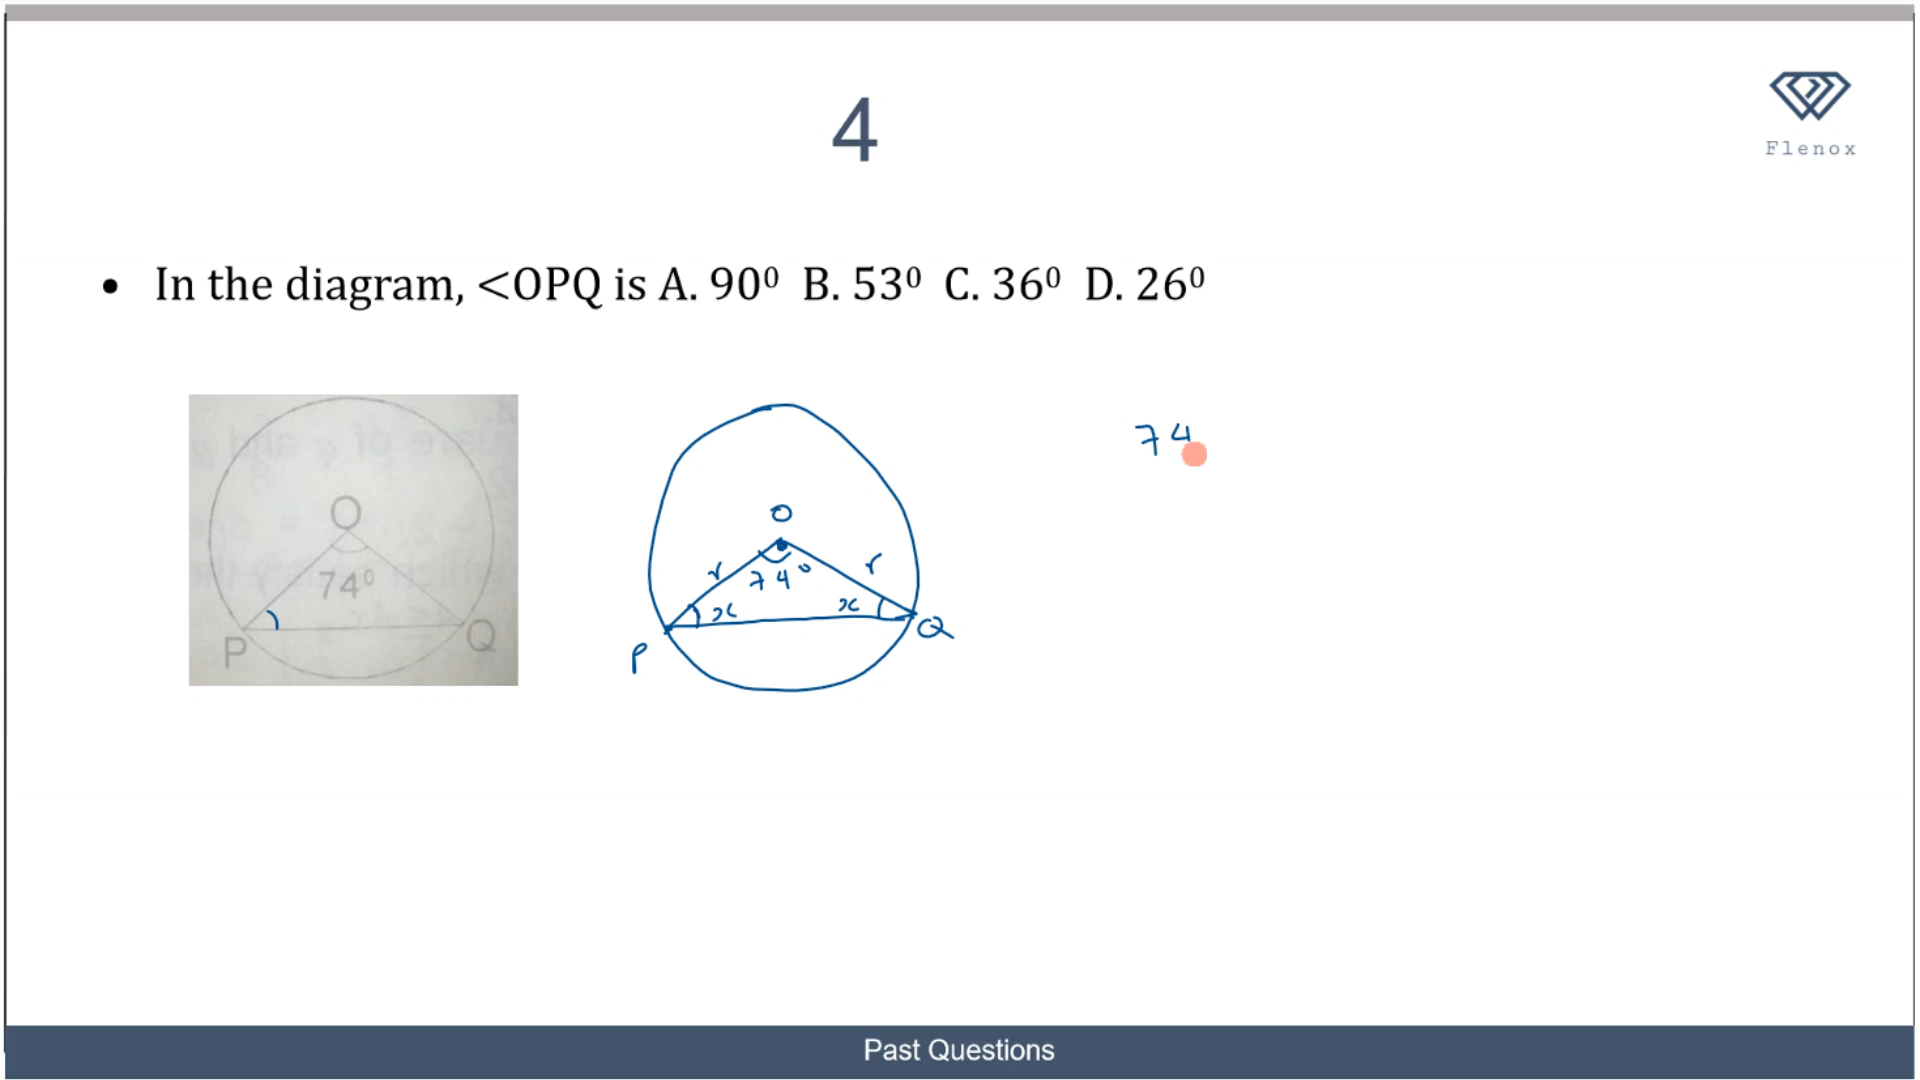 4
Flenox
• In the diagram, <OPQ is A. 90⁰ B. 53⁰ C. 36⁰ D. 26⁰
O
74⁰
P
Q
O
r
r
74°
x
x
P
Q
74
Past Questions